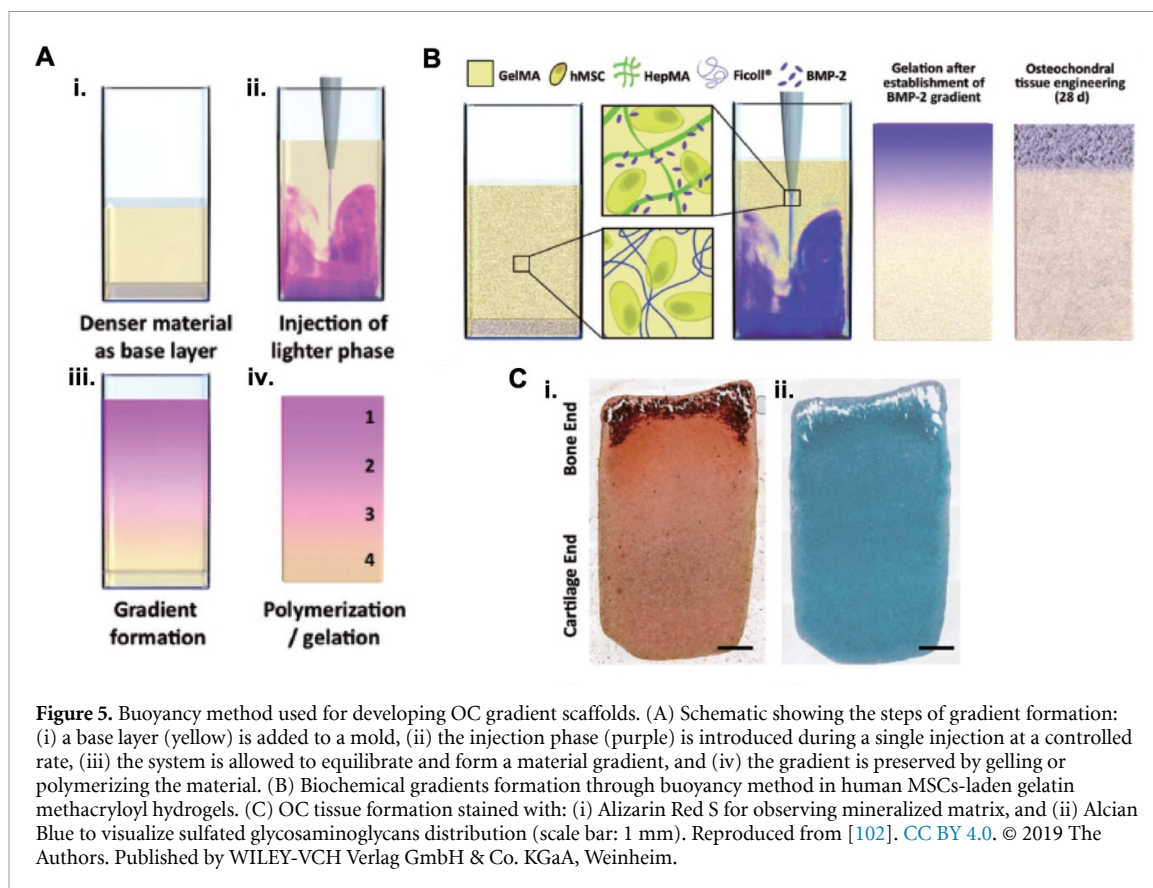 A
i.
ii.
Denser material
as base layer
Injection of
lighter phase
iii.
iv.
1
2
3
4
Gradient
formation
Polymerization
/ gelation
B
GelMA hMSC HepMA Ficoll® BMP-2
Gelation after
establishment of
BMP-2 gradient
Osteochondral
tissue engineering
(28 d)
C
i.
ii.
Bone End
Cartilage End
Figure 5. Buoyancy method used for developing OC gradient scaffolds. (A) Schematic showing the steps of gradient formation:
(i) a base layer (yellow) is added to a mold, (ii) the injection phase (purple) is introduced during a single injection at a controlled
rate, (iii) the system is allowed to equilibrate and form a material gradient, and (iv) the gradient is preserved by gelling or
polymerizing the material. (B) Biochemical gradients formation through buoyancy method in human MSCs-laden gelatin
methacryloyl hydrogels. (C) OC tissue formation stained with: (i) Alizarin Red S for observing mineralized matrix, and (ii) Alcian
Blue to visualize sulfated glycosaminoglycans distribution (scale bar: 1 mm). Reproduced from [102]. CC BY 4.0. © 2019 The
Authors. Published by WILEY-VCH Verlag GmbH & Co. KGaA, Weinheim.